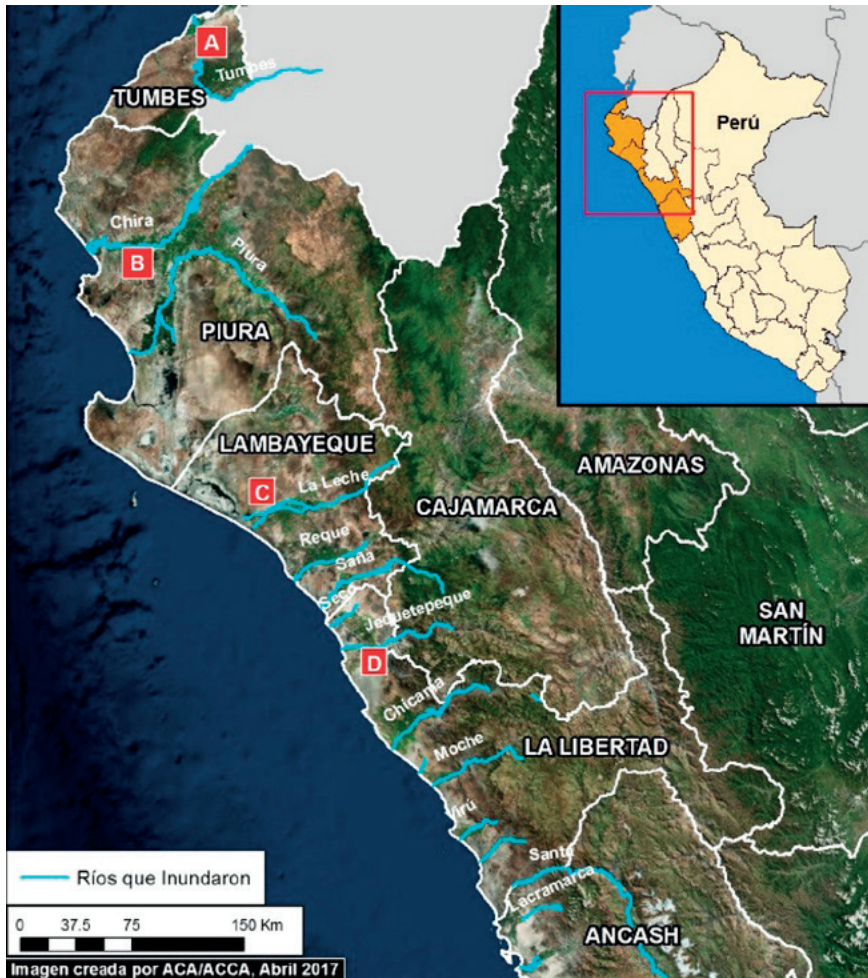 A
Tumbes
TUMBES
Perú
Chira
B
Piura
PIURA
LAMBAYEQUE
La Leche
C
AMAZONAS
CAJAMARCA
Reque
Saña
Seco
Jequetepeque
SAN
MARTÍN
D
Chicama
Moche
LA LIBERTAD
Virú
Santa
Lacramarca
ANCASH
Ríos que Inundaron
0 37.5 75 150 Km
Imagen creada por ACA/ACCA, Abril 2017